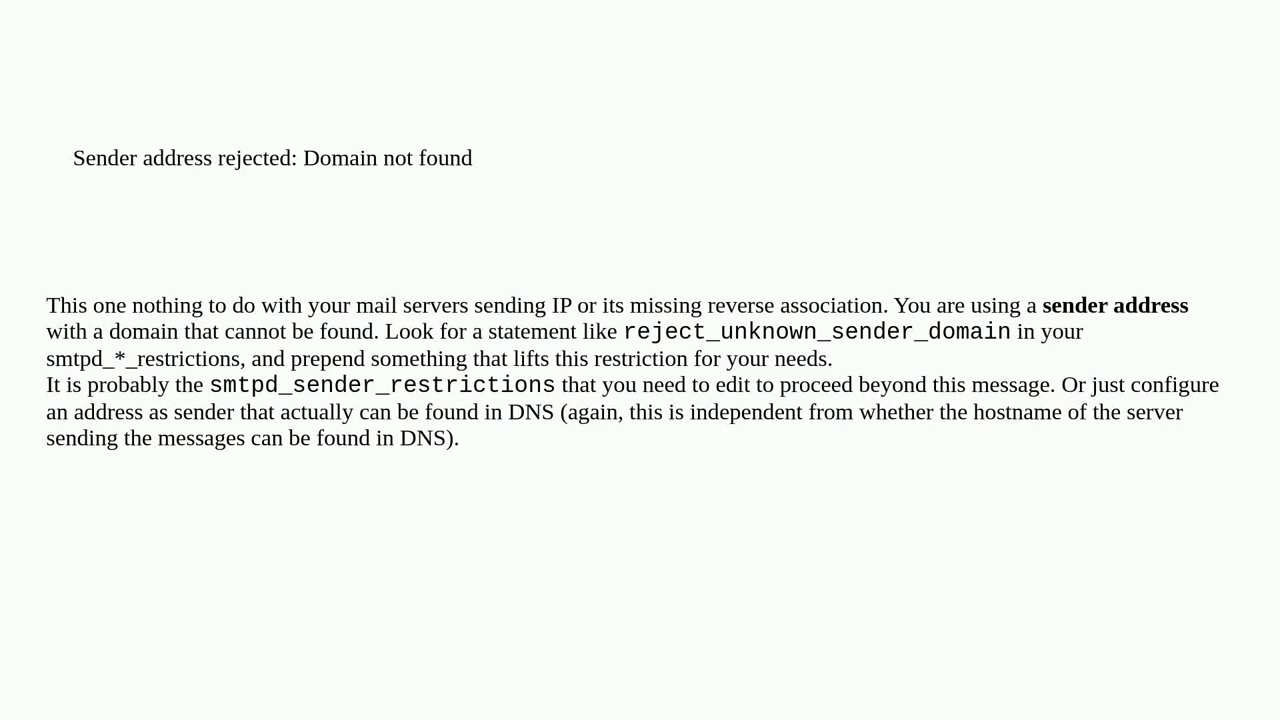 Sender address rejected: Domain not found
This one nothing to do with your mail servers sending IP or its missing reverse association. You are using a sender address
with a domain that cannot be found. Look for a statement like reject_unknown_sender_domain in your
smtpd_*_restrictions, and prepend something that lifts this restriction for your needs.
It is probably the smtpd_sender_restrictions that you need to edit to proceed beyond this message. Or just configure
an address as sender that actually can be found in DNS (again, this is independent from whether the hostname of the server
sending the messages can be found in DNS).